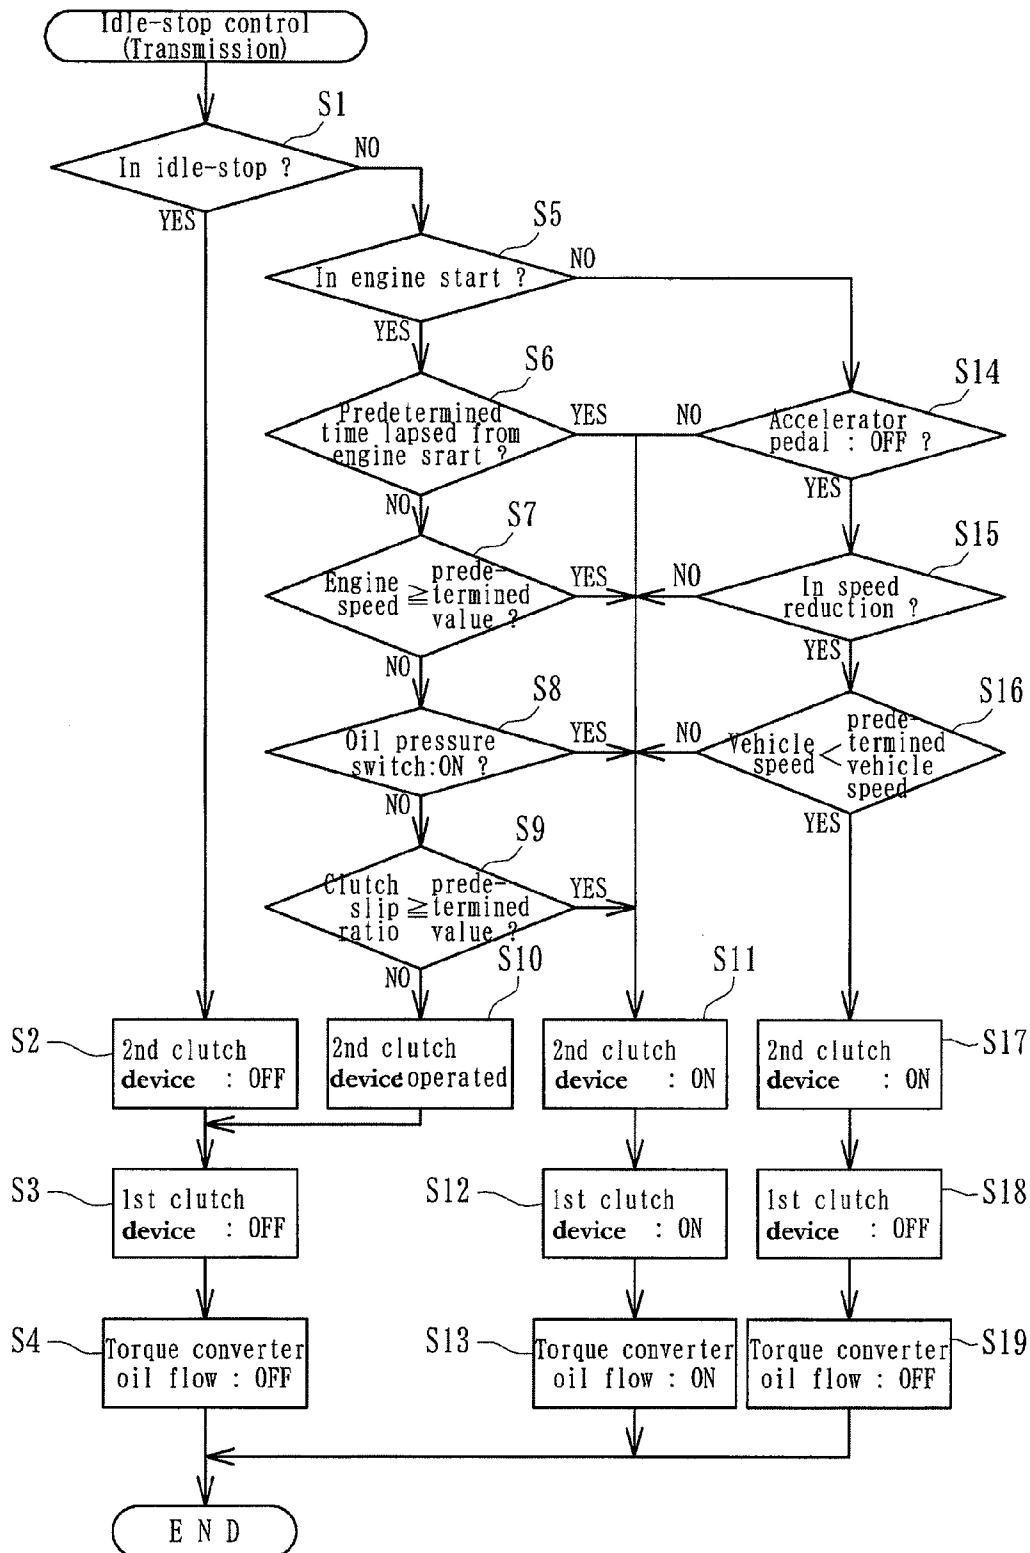 Idle-stop control
(Transmission)
S1
In idle-stop ?
NO
YES
S5
In engine start ?
NO
YES
S6
Predetermined
time lapsed from
engine srart ?
YES
NO
S14
Accelerator
pedal : OFF ?
NO
YES
S7
Engine speed ≧ prede-
termined
value ?
YES
NO
S15
In speed
reduction ?
NO
YES
S8
Oil pressure
switch:ON ?
YES
NO
S16
Vehicle speed < prede-
termined
vehicle
speed
NO
YES
S9
Clutch
slip
ratio
≧
prede-
termined
value ?
YES
NO
S2
2nd clutch
device : OFF
S10
2nd clutch
device:operated
S11
2nd clutch
device : ON
S17
2nd clutch
device : ON
S3
1st clutch
device : OFF
S12
1st clutch
device : ON
S18
1st clutch
device : OFF
S4
Torque converter
oil flow : OFF
S13
Torque converter
oil flow : ON
S19
Torque converter
oil flow : OFF
END